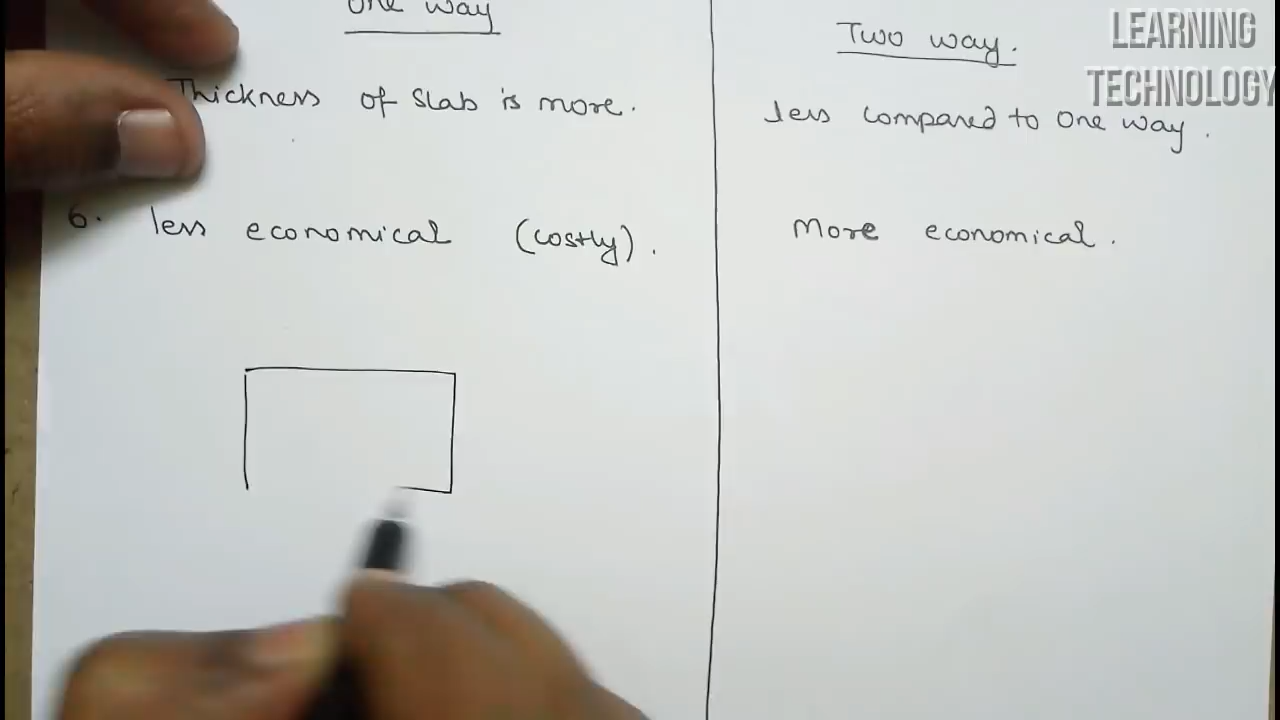 One way
Thickness of slab is more.
6. less economical (costly).
Two way.
less compared to one way.
More economical.
LEARNING
TECHNOLOGY